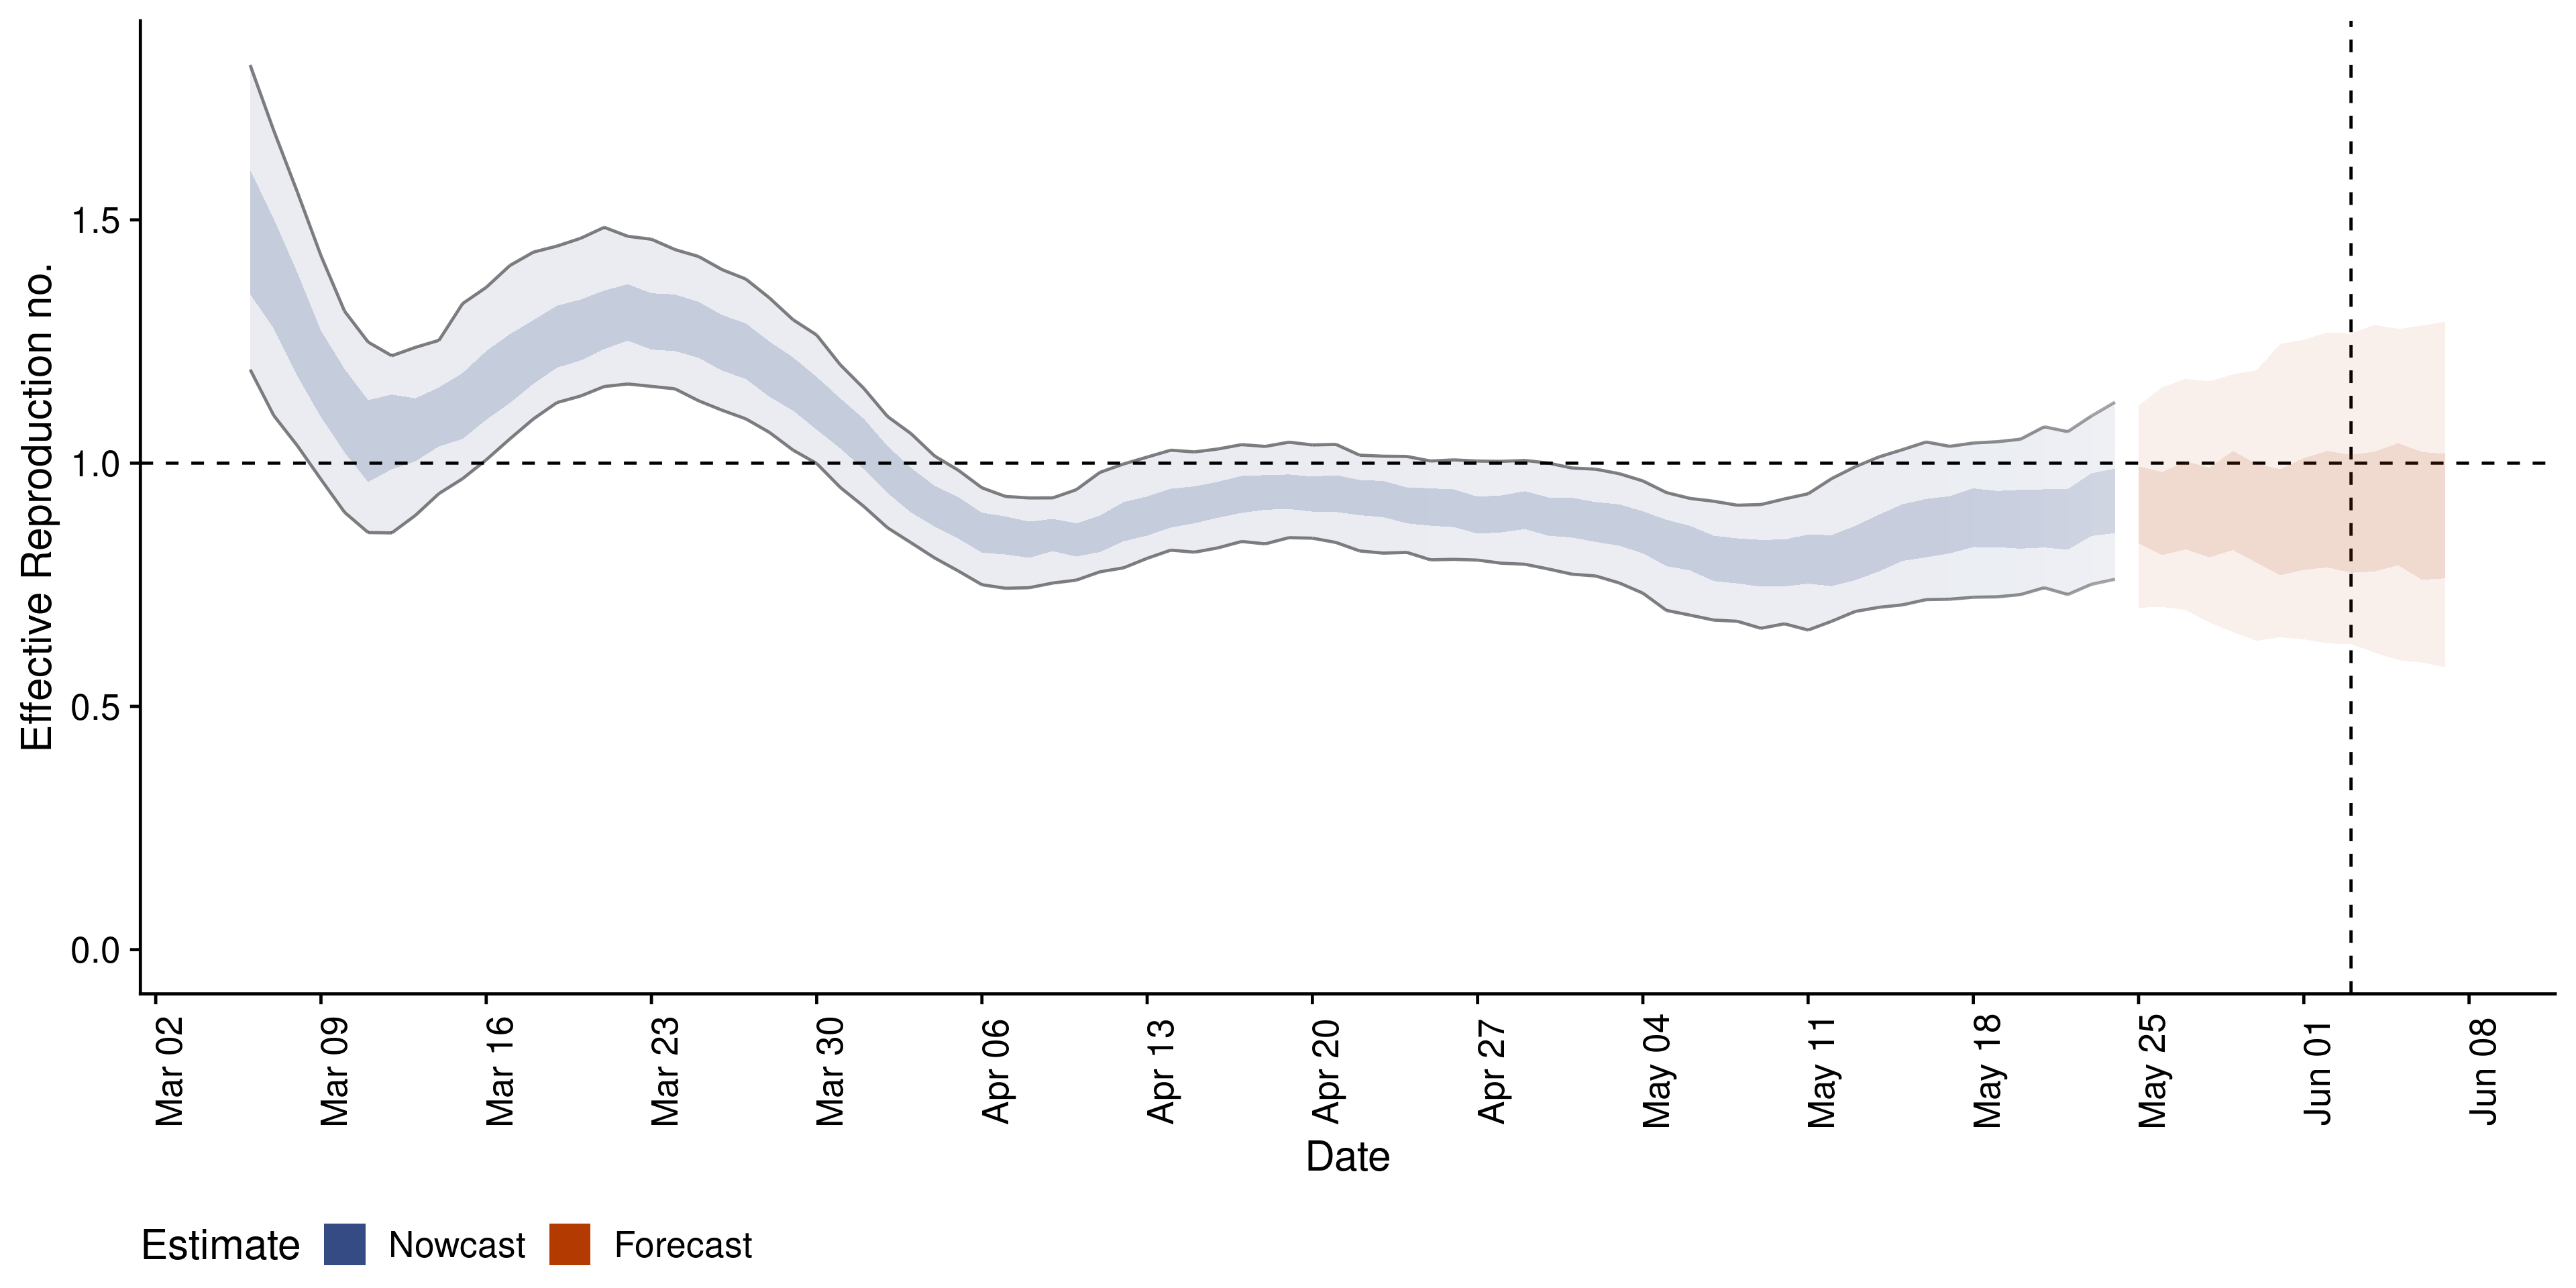 Effective Reproduction no.
1.5
1.0
0.5
0.0
Mar 02
Mar 09
Mar 16
Mar 23
Mar 30
Apr 06
Apr 13
Apr 20
Apr 27
May 04
May 11
May 18
May 25
Jun 01
Jun 08
Date
Estimate Nowcast Forecast